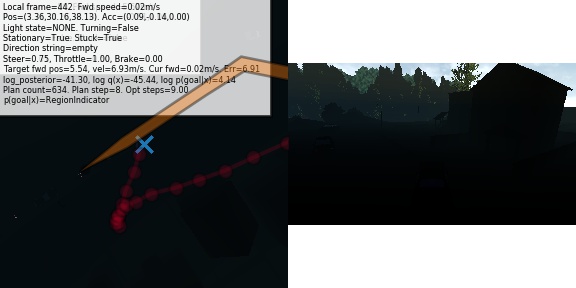 Local frame=442. Fwd speed=0.02m/s
Pos=(3.36,30.16,38.13). Acc=(0.09,-0.14,0.00)
Light state=NONE. Turning=False
Stationary=True. Stuck=True
Direction string=empty
Steer=0.75, Throttle=1.00, Brake=0.00
Target fwd pos=5.54, vel=6.93m/s. Cur fwd=0.02m/s. Err=6.91
log_posterior=-41.30, log q(x)=-45.44, log p(goal|x)=4.14
Plan count=634. Plan step=8. Opt steps=9.00
p(goal|x)=RegionIndicator